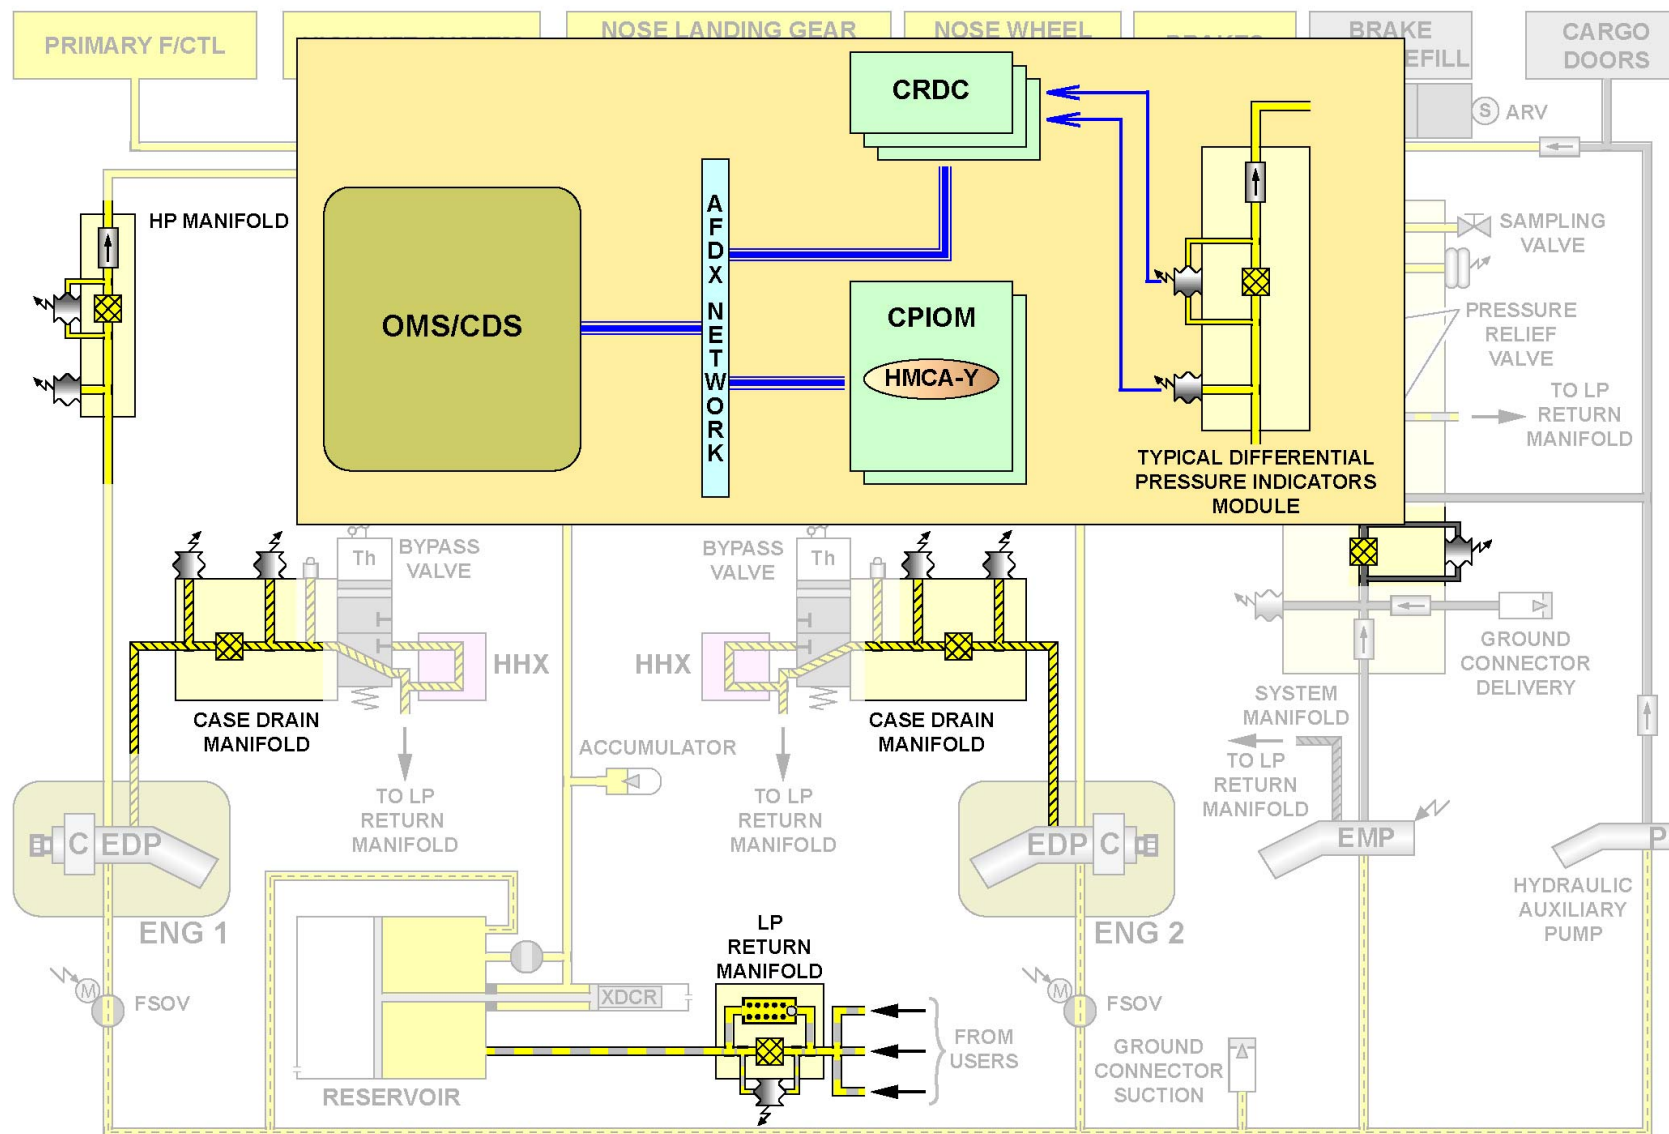 PRIMARY F/CTL
NOSE LANDING GEAR
NOSE WHEEL
BRAKE
CARGO
DOORS
S
ARV
CRDC
HP MANIFOLD
AFDX NETWORK
OMS/CDS
CPIOM
HMCA-Y
TYPICAL DIFFERENTIAL
PRESSURE INDICATORS
MODULE
SAMPLING
VALVE
PRESSURE
RELIEF
VALVE
TO LP
RETURN
MANIFOLD
Th
BYPASS
VALVE
BYPASS
VALVE
Th
HHX
HHX
GROUND
CONNECTOR
DELIVERY
CASE DRAIN
MANIFOLD
CASE DRAIN
MANIFOLD
SYSTEM
MANIFOLD
ACCUMULATOR
TO LP
RETURN
MANIFOLD
TO LP
RETURN
MANIFOLD
TO LP
RETURN
MANIFOLD
C EDP
EDP C
EMP
P
HYDRAULIC
AUXILIARY
PUMP
ENG 1
ENG 2
LP
RETURN
MANIFOLD
M
FSOV
XDCR
M
FSOV
FROM
USERS
GROUND
CONNECTOR
SUCTION
RESERVOIR